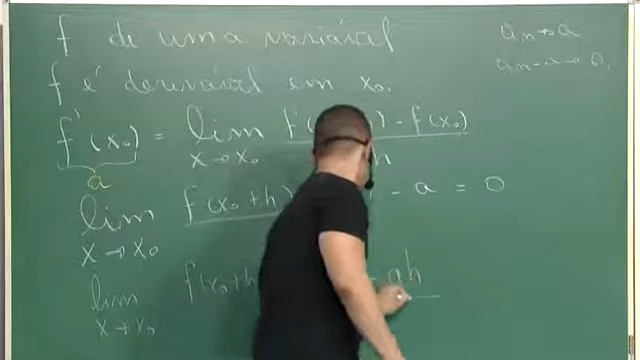 f de uma variável
f é derivável em x₀.
f'(x₀) = lim f( ) - f(x₀)
x→x₀ h
a
lim f(x₀+h) - a = 0
x→x₀
lim f(x₀+h - ah
x→x₀
aₙ→a
aₙ-a→0.